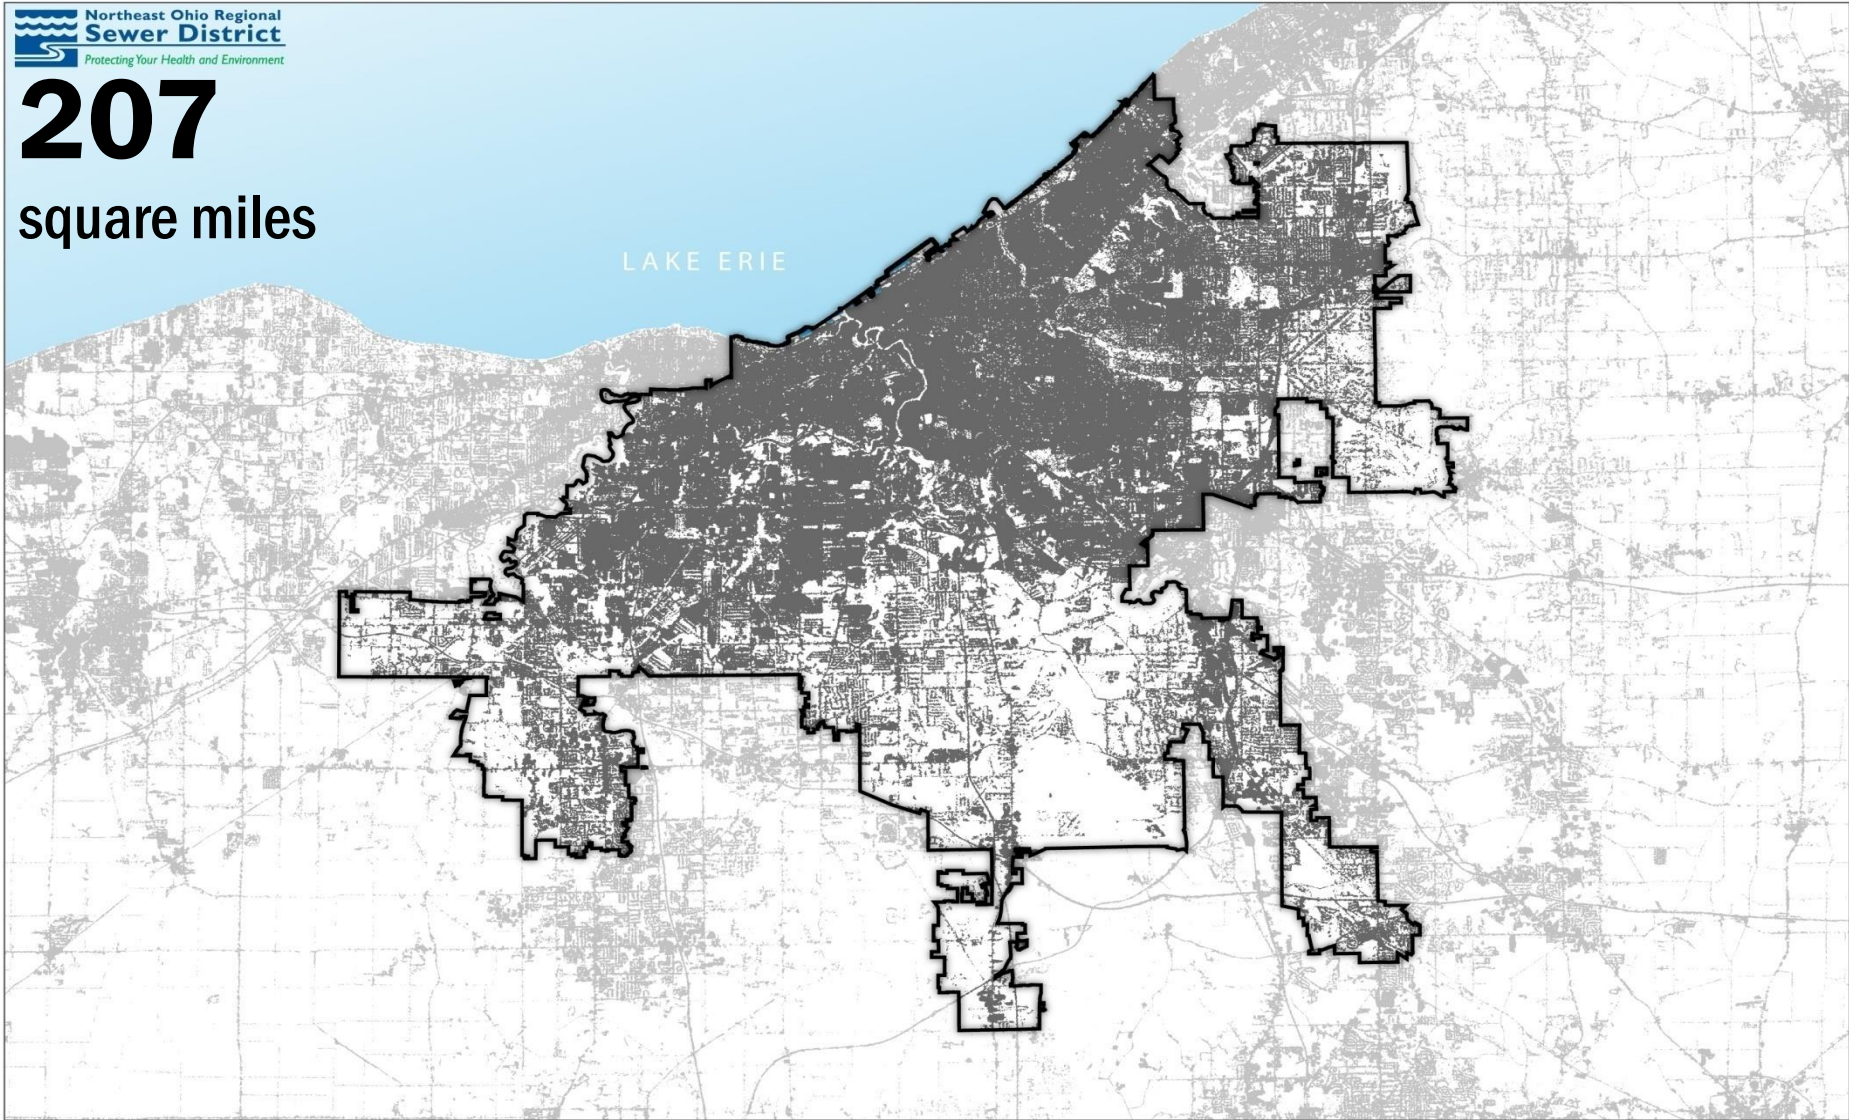 Northeast Ohio Regional
Sewer District
Protecting Your Health and Environment
207
square miles
LAKE ERIE